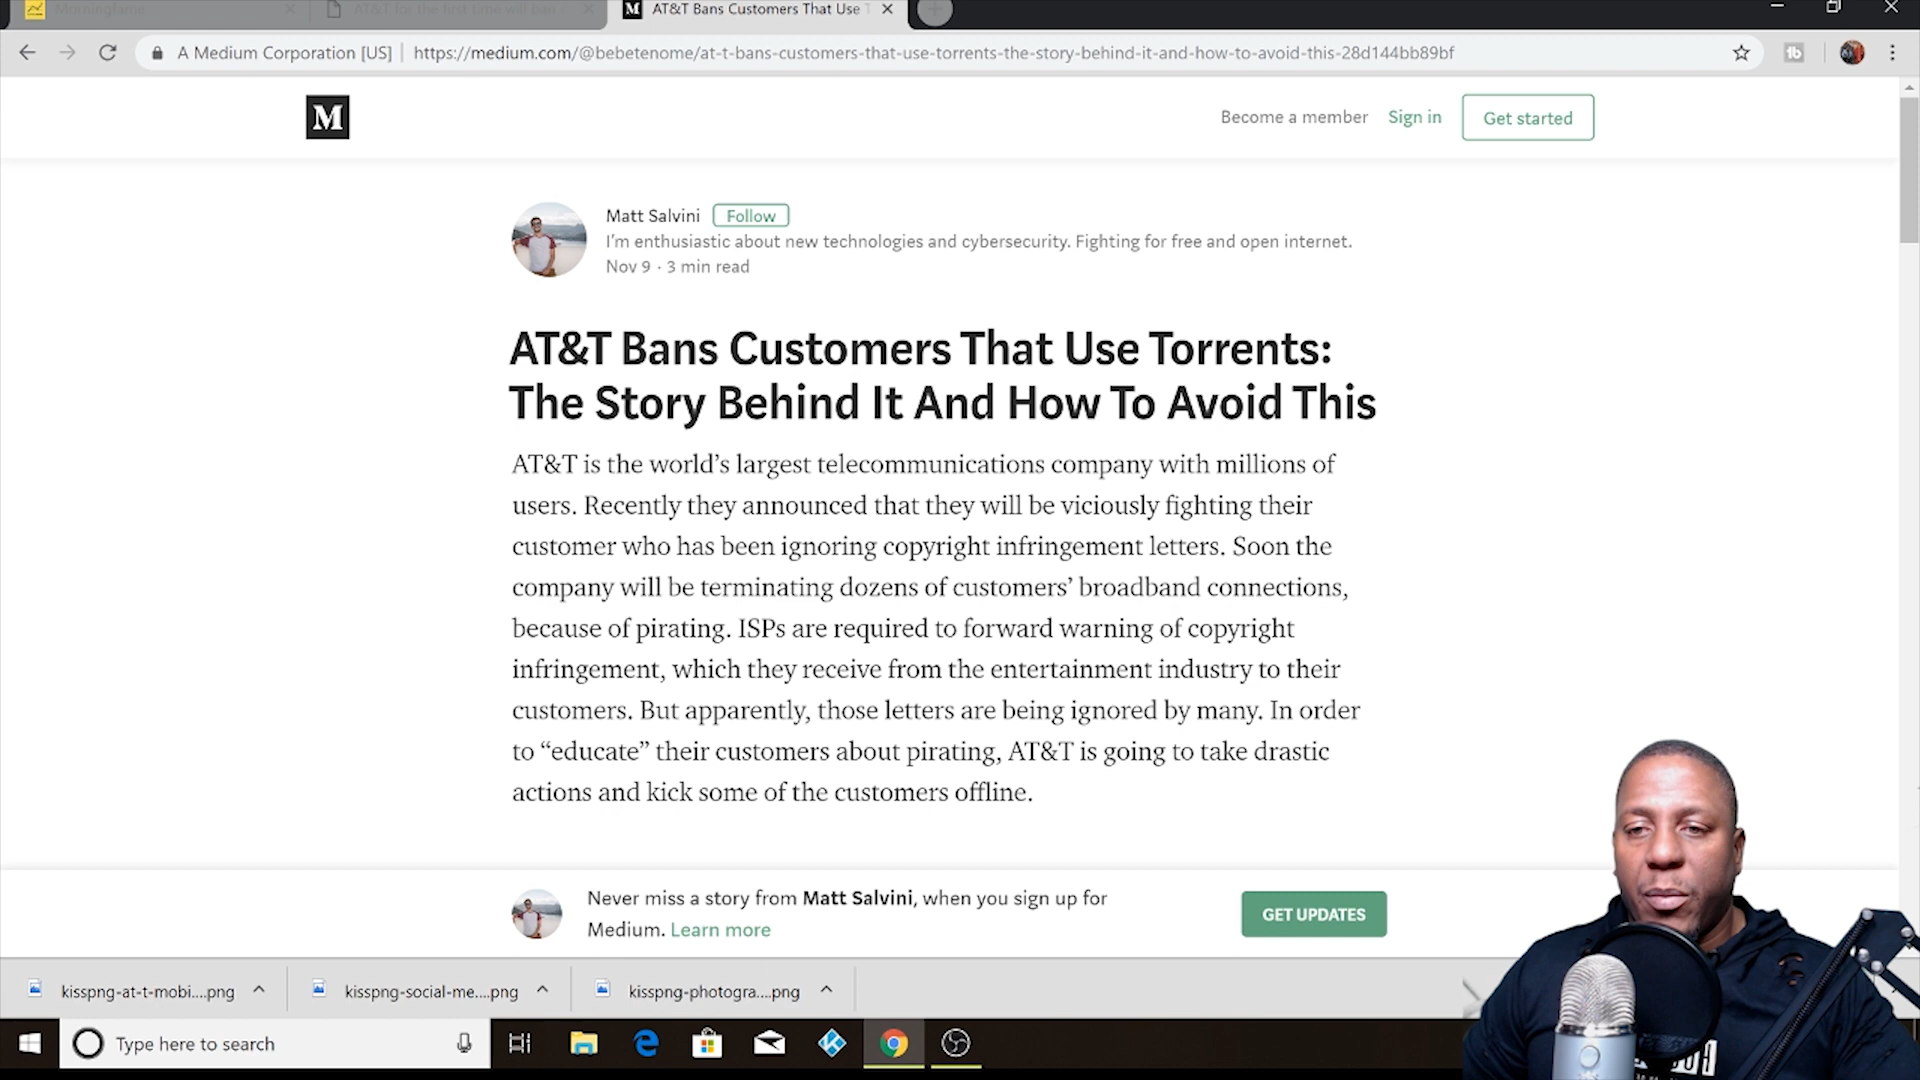 Morningfame
AT&T for the first time will ban
AT&T Bans Customers That Use T
A Medium Corporation [US] | https://medium.com/@bebetenome/at-t-bans-customers-that-use-torrents-the-story-behind-it-and-how-to-avoid-this-28d144bb89bf
M
Become a member
Sign in
Get started
Matt Salvini
Follow
I'm enthusiastic about new technologies and cybersecurity. Fighting for free and open internet.
Nov 9 · 3 min read
AT&T Bans Customers That Use Torrents:
The Story Behind It And How To Avoid This
AT&T is the world's largest telecommunications company with millions of
users. Recently they announced that they will be viciously fighting their
customer who has been ignoring copyright infringement letters. Soon the
company will be terminating dozens of customers' broadband connections,
because of pirating. ISPs are required to forward warning of copyright
infringement, which they receive from the entertainment industry to their
customers. But apparently, those letters are being ignored by many. In order
to “educate” their customers about pirating, AT&T is going to take drastic
actions and kick some of the customers offline.
Never miss a story from Matt Salvini, when you sign up for
Medium. Learn more
GET UPDATES
kisspng-at-t-mobi....png
kisspng-social-me....png
kisspng-photogra....png
Type here to search